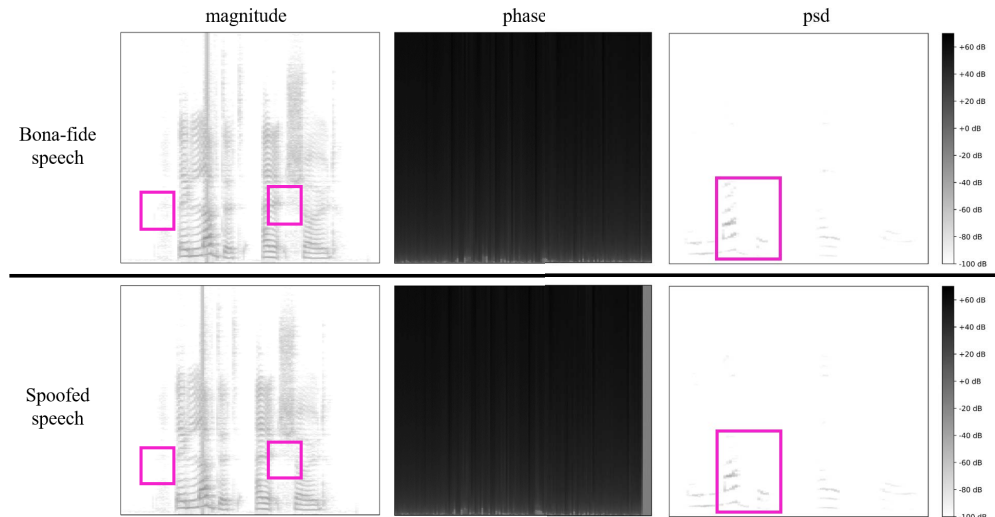 magnitude
phase
psd
Bona-fide
speech
+60 dB
+40 dB
+20 dB
+0 dB
-20 dB
-40 dB
-60 dB
-80 dB
-100 dB
Spoofed
speech
+60 dB
+40 dB
+20 dB
+0 dB
-20 dB
-40 dB
-60 dB
-80 dB
-100 dB